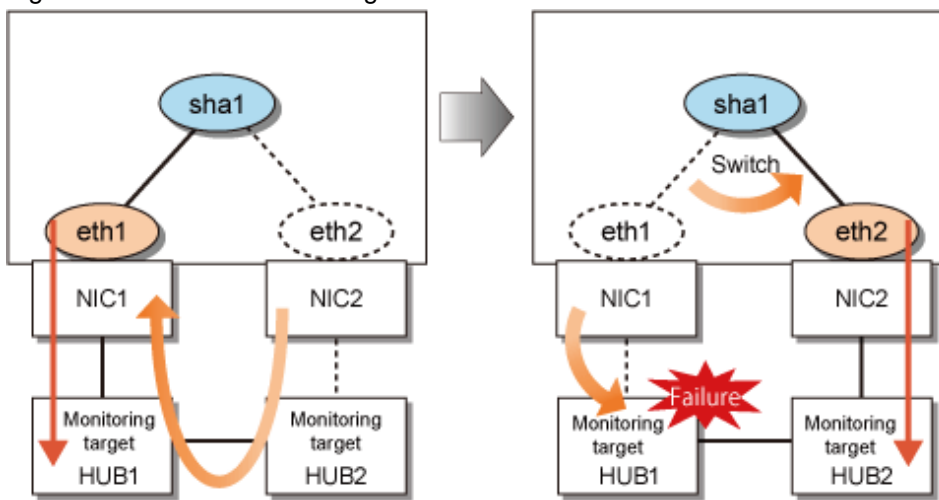 sha1
eth1
eth2
NIC1
NIC2
Monitoring
target
HUB1
Monitoring
target
HUB2
sha1
Switch
eth1
eth2
NIC1
NIC2
Failure
Monitoring
target
HUB1
Monitoring
target
HUB2